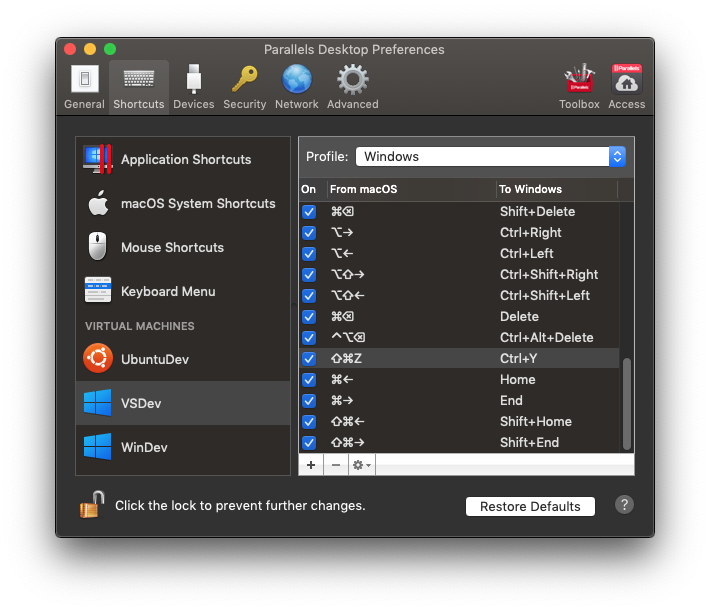 Parallels Desktop Preferences
General Shortcuts Devices Security Network Advanced Toolbox Access
Application Shortcuts
macOS System Shortcuts
Mouse Shortcuts
Keyboard Menu
VIRTUAL MACHINES
UbuntuDev
VSDev
WinDev
Profile: Windows
On From macOS To Windows
⌘⌫ Shift+Delete
⌥→ Ctrl+Right
⌥← Ctrl+Left
⌥⇧→ Ctrl+Shift+Right
⌥⇧← Ctrl+Shift+Left
⌘⌫ Delete
^⌥⌫ Ctrl+Alt+Delete
⇧⌘Z Ctrl+Y
⌘← Home
⌘→ End
⇧⌘← Shift+Home
⇧⌘→ Shift+End
+ −
Click the lock to prevent further changes. Restore Defaults ?